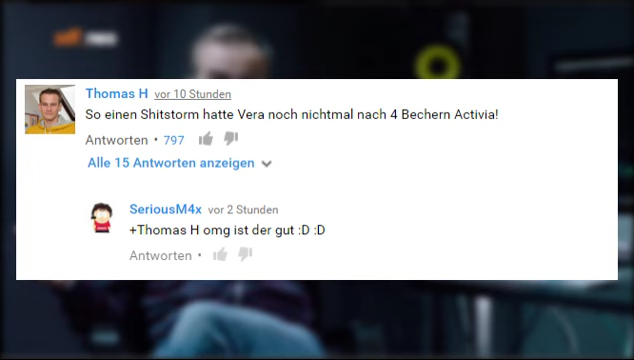 Thomas H vor 10 Stunden
So einen Shitstorm hatte Vera noch nichtmal nach 4 Bechern Activia!
Antworten • 797
Alle 15 Antworten anzeigen
SeriousM4x vor 2 Stunden
+Thomas H omg ist der gut :D :D
Antworten •